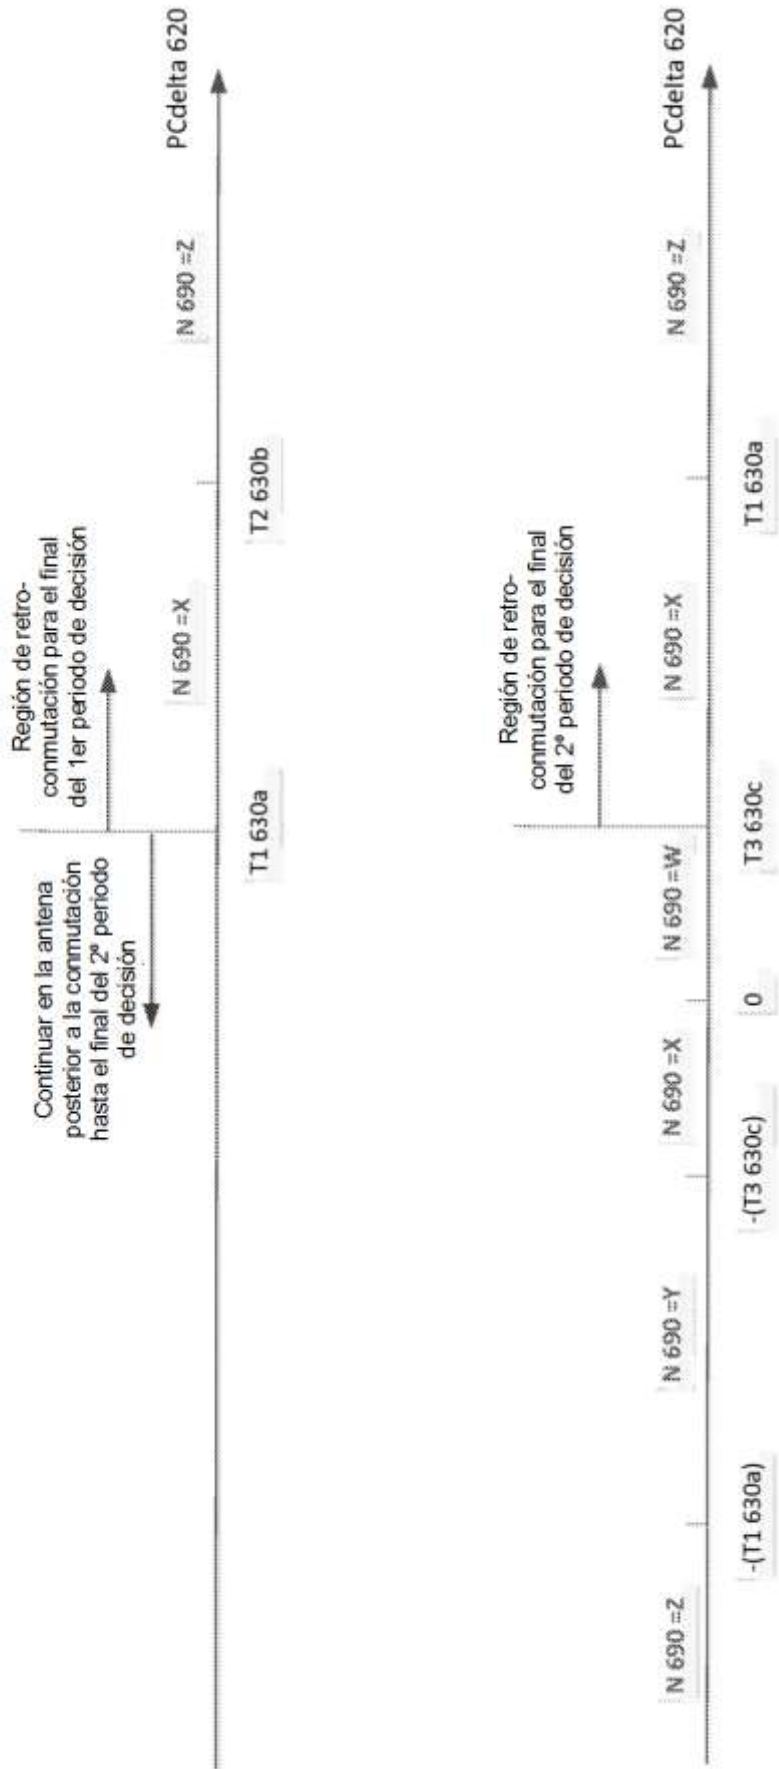 Continuar en la antena
posterior a la conmutación
hasta el final del 2º periodo
de decisión
Región de retro-
conmutación para el final
del 1er periodo de decisión
N 690 =X
N 690 =Z
PCdelta 620
T1 630a
T2 630b
Región de retro-
conmutación para el final
del 2º periodo de decisión
N 690 =Z
N 690 =Y
N 690 =X
N 690 =W
N 690 =X
N 690 =Z
PCdelta 620
-(T1 630a)
-(T3 630c)
0
T3 630c
T1 630a